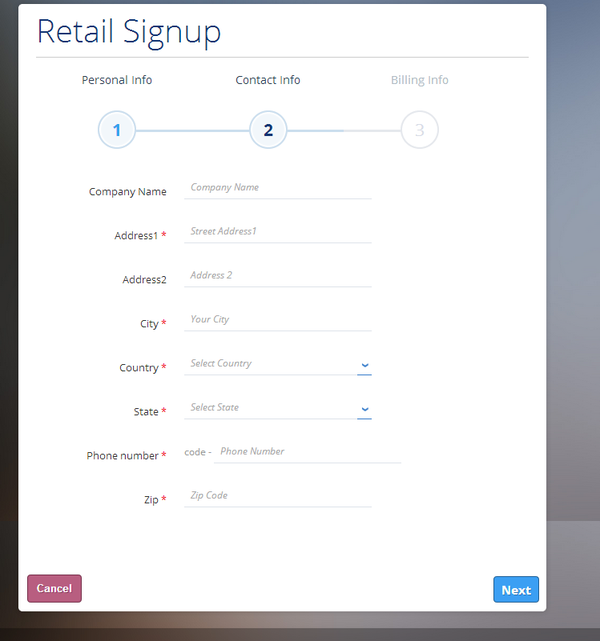 Retail Signup
Personal Info Contact Info Billing Info
1 2 3
Company Name Company Name
Address1 * Street Address1
Address2 Address 2
City * Your City
Country * Select Country
State * Select State
Phone number * code - Phone Number
Zip * Zip Code
Cancel Next